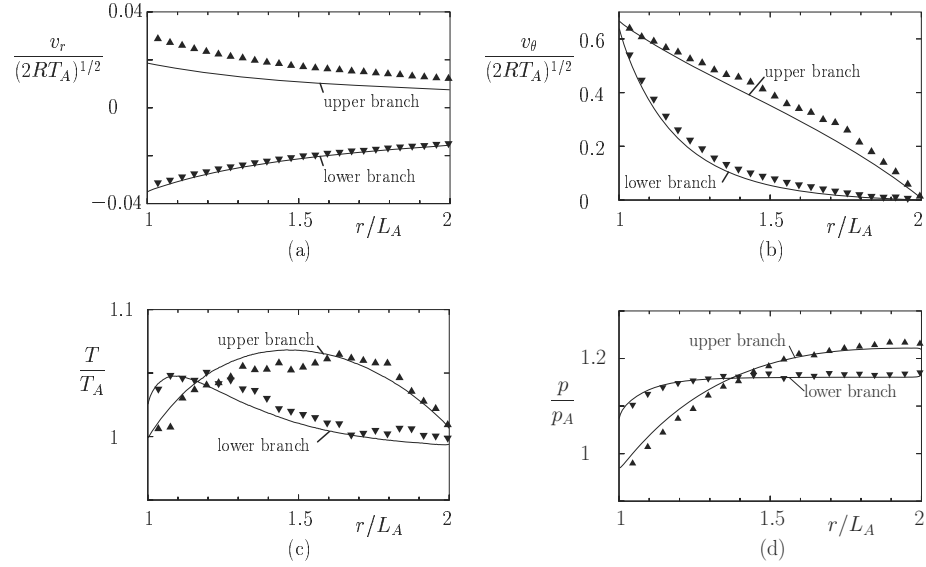 0.04
v_r
(2RT_A)^{1/2}
0
−0.04
upper branch
lower branch
1
1.5
2
r/L_A
(a)
0.6
v_θ
(2RT_A)^{1/2}
0.4
0.2
0
upper branch
lower branch
1
1.5
2
r/L_A
(b)
1.1
T
T_A
1
upper branch
lower branch
1
1.5
2
r/L_A
(c)
1.2
p
p_A
1
upper branch
lower branch
1
1.5
2
r/L_A
(d)